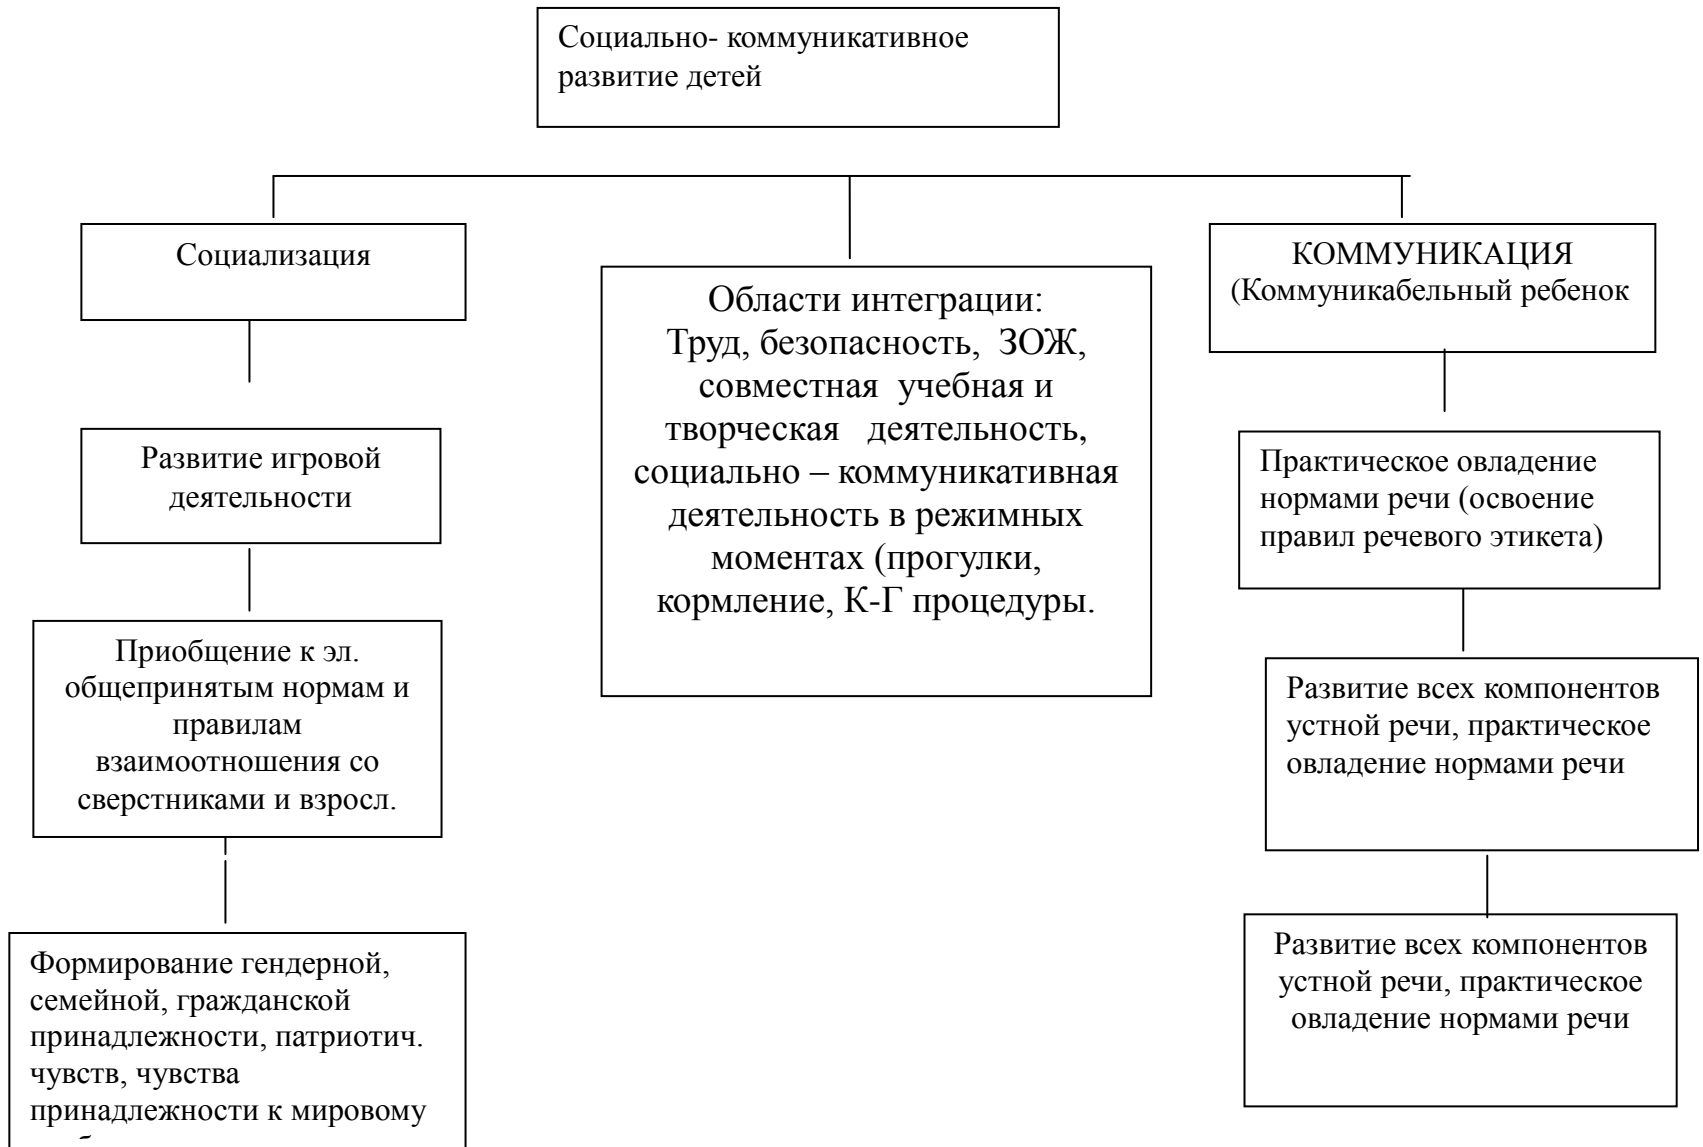 Социально- коммуникативное
развитие детей
Социализация
Развитие игровой
деятельности
Приобщение к эл.
общепринятым нормам и
правилам
взаимоотношения со
сверстниками и взросл.
Формирование гендерной,
семейной, гражданской
принадлежности, патриотич.
чувств, чувства
принадлежности к мировому
Области интеграции:
Труд, безопасность, ЗОЖ,
совместная учебная и
творческая деятельность,
социально – коммуникативная
деятельность в режимных
моментах (прогулки,
кормление, К-Г процедуры.
КОММУНИКАЦИЯ
(Коммуникабельный ребенок
Практическое овладение
нормами речи (освоение
правил речевого этикета)
Развитие всех компонентов
устной речи, практическое
овладение нормами речи
Развитие всех компонентов
устной речи, практическое
овладение нормами речи